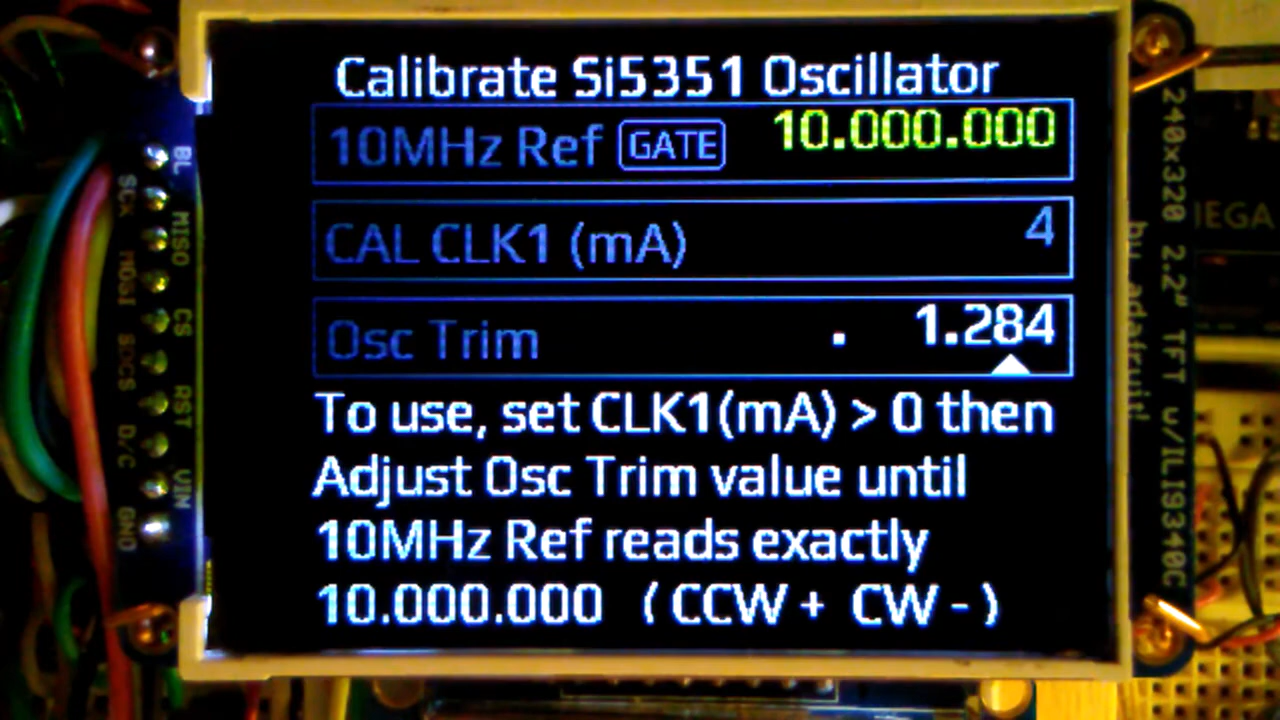 Calibrate Si5351 Oscillator
10MHz Ref GATE 10.000.000
CAL CLK1 (mA) 4
Osc Trim . 1.284
To use, set CLK1(mA) > 0 then
Adjust Osc Trim value until
10MHz Ref reads exactly
10.000.000 ( CCW + CW - )
BL
MISO
CS
RST
VIN
SCK
MOSI
SCCS
D/C
GND
240x320 2.2" TFT w/ILI9340C
by adafruit!